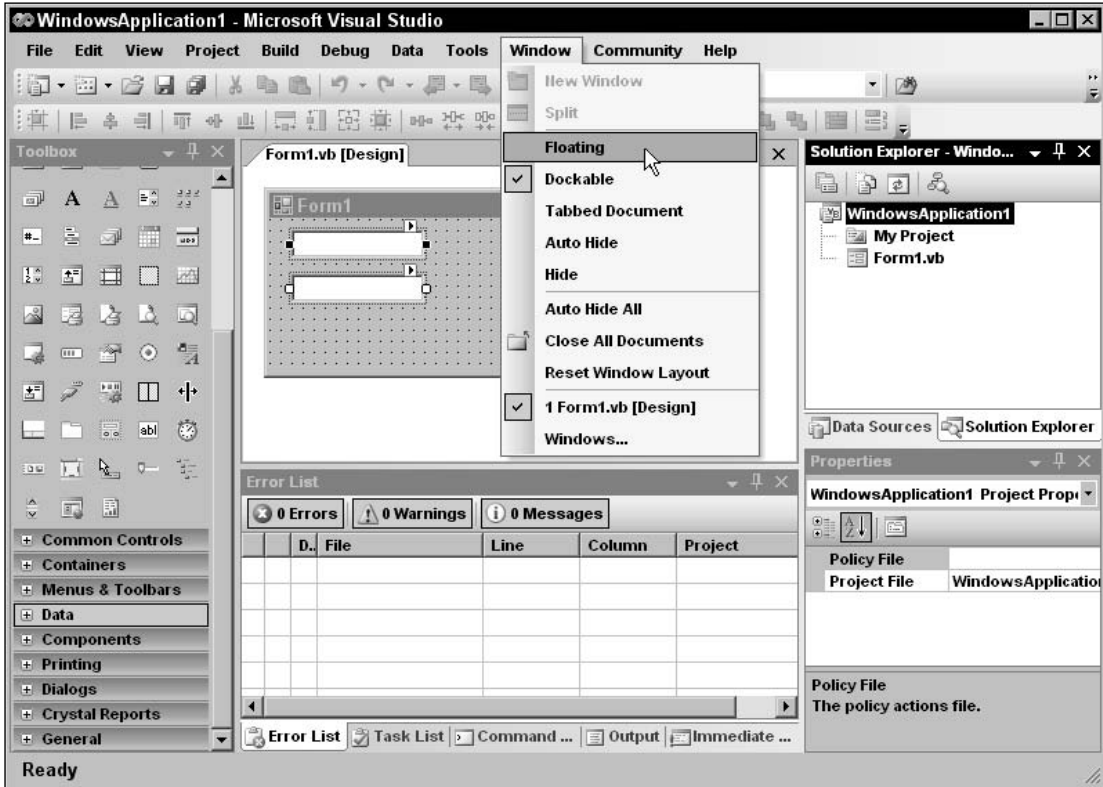 WindowsApplication1 - Microsoft Visual Studio
File Edit View Project Build Debug Data Tools Window Community Help
New Window
Split
Floating
Dockable
Tabbed Document
Auto Hide
Hide
Auto Hide All
Close All Documents
Reset Window Layout
1 Form1.vb [Design]
Windows...
Toolbox
Common Controls
Containers
Menus & Toolbars
Data
Components
Printing
Dialogs
Crystal Reports
General
Form1.vb [Design]
Form1
Error List
0 Errors 0 Warnings 0 Messages
D.. File Line Column Project
Error List Task List Command ... Output Immediate ...
Solution Explorer - Windo...
WindowsApplication1
My Project
Form1.vb
Data Sources Solution Explorer
Properties
WindowsApplication1 Project Prope
Policy File
Project File WindowsApplication
Policy File
The policy actions file.
Ready